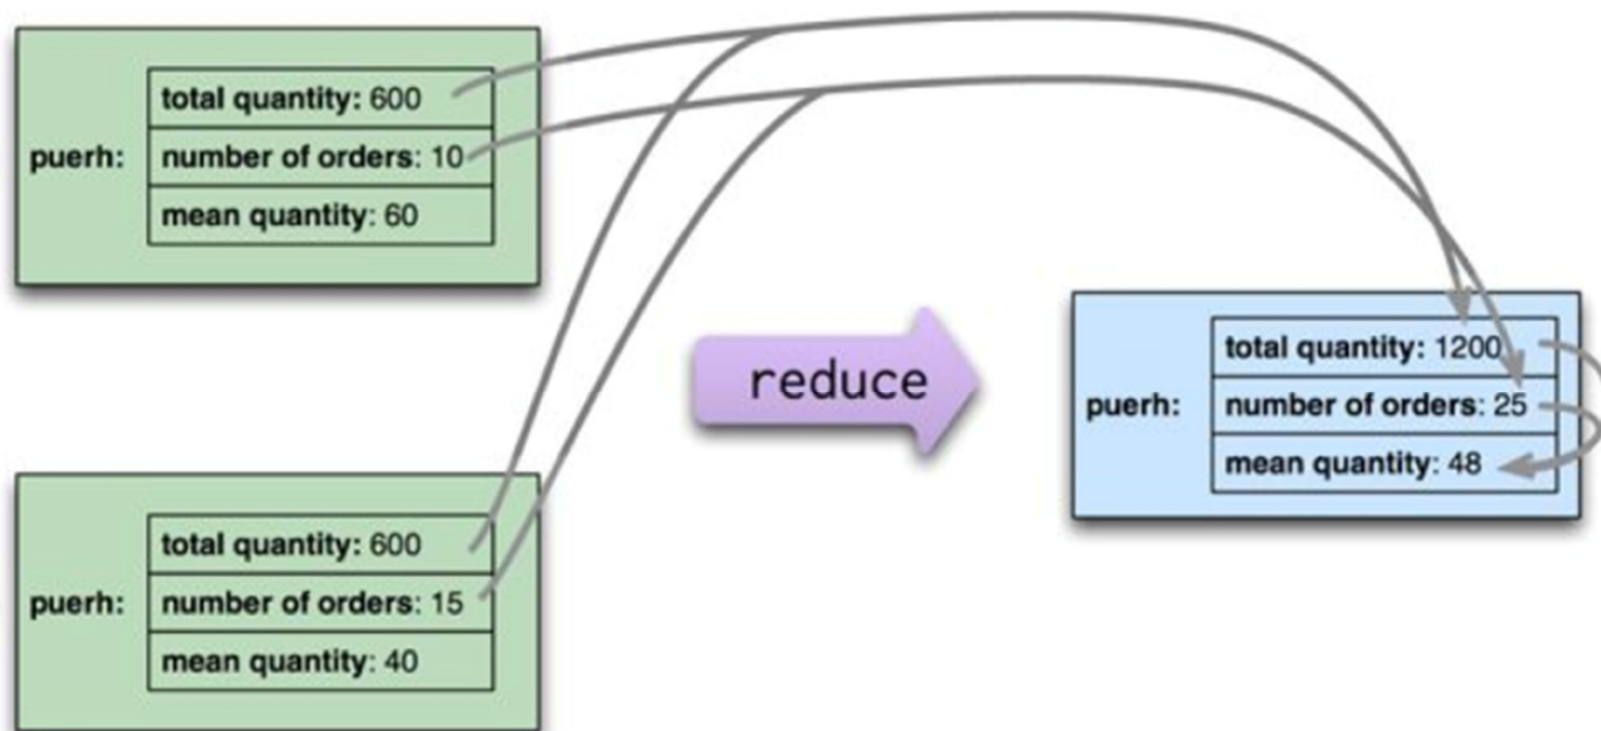 puerh:
total quantity: 600
number of orders: 10
mean quantity: 60
reduce
puerh:
total quantity: 600
number of orders: 15
mean quantity: 40
puerh:
total quantity: 1200
number of orders: 25
mean quantity: 48